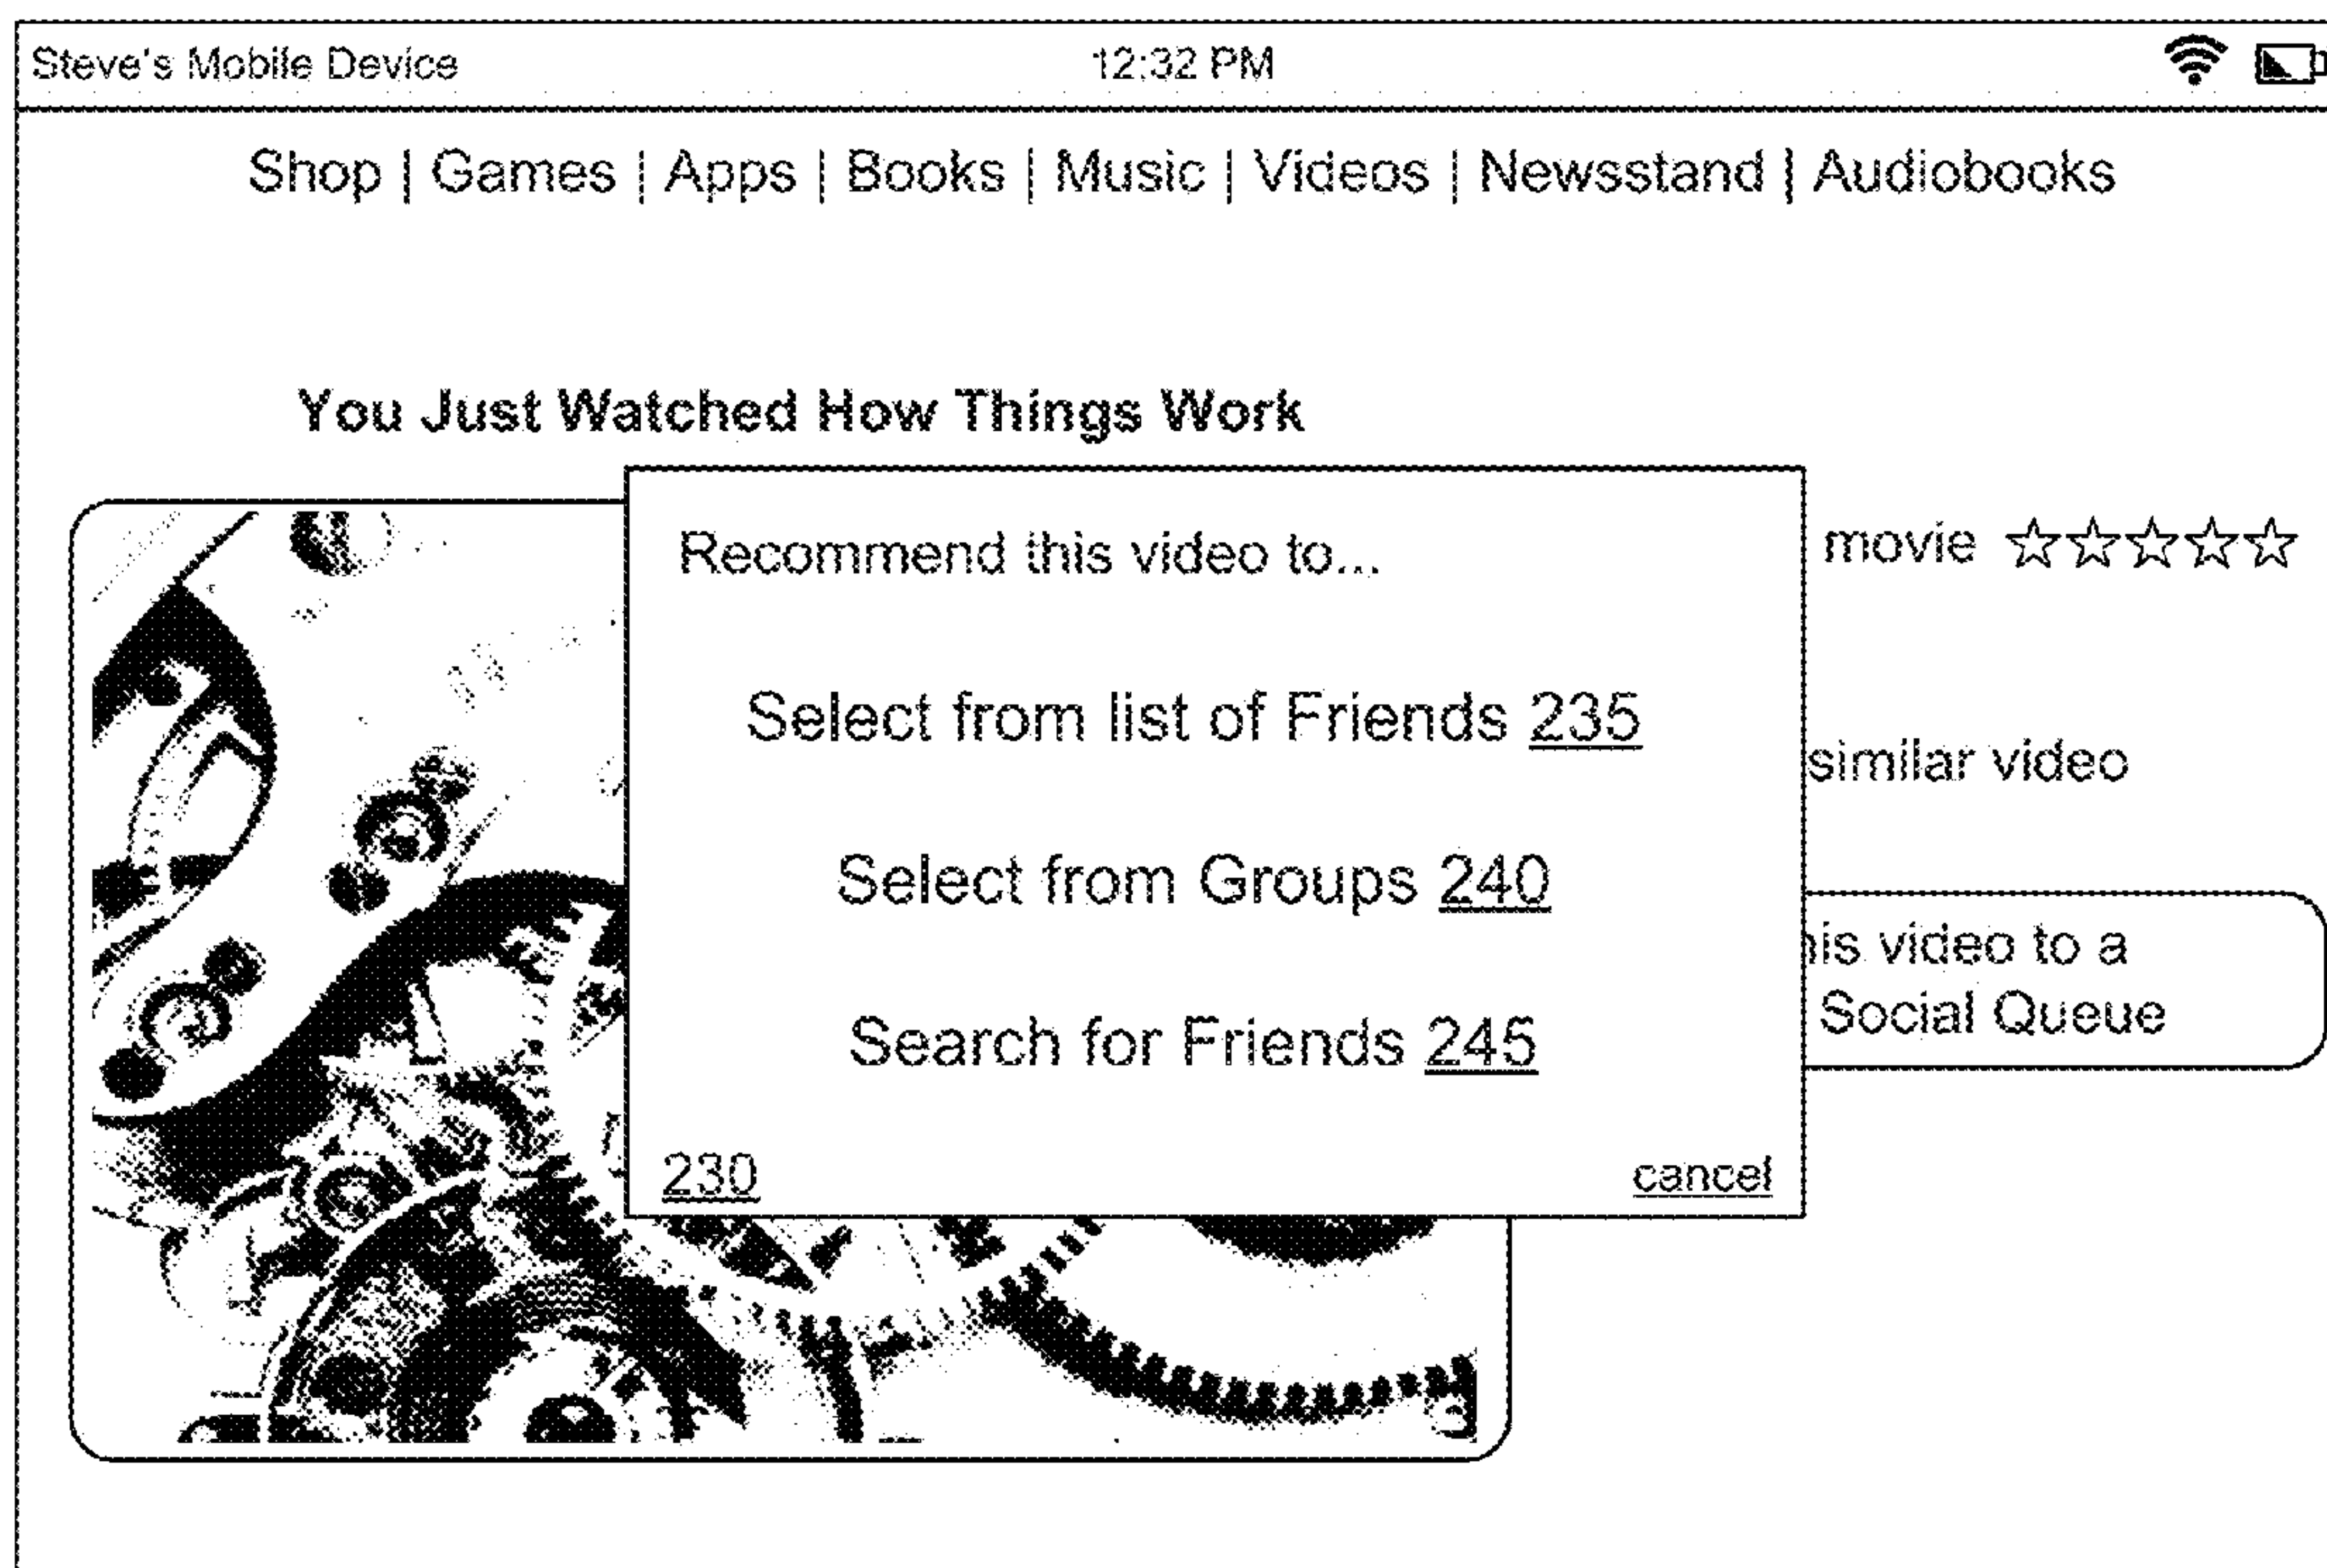 Steve's Mobile Device 12:32 PM
Shop | Games | Apps | Books | Music | Videos | Newsstand | Audiobooks
You Just Watched How Things Work
Recommend this video to...
Select from list of Friends 235
Select from Groups 240
Search for Friends 245
230 cancel
movie ☆☆☆☆☆
similar video
his video to a
Social Queue